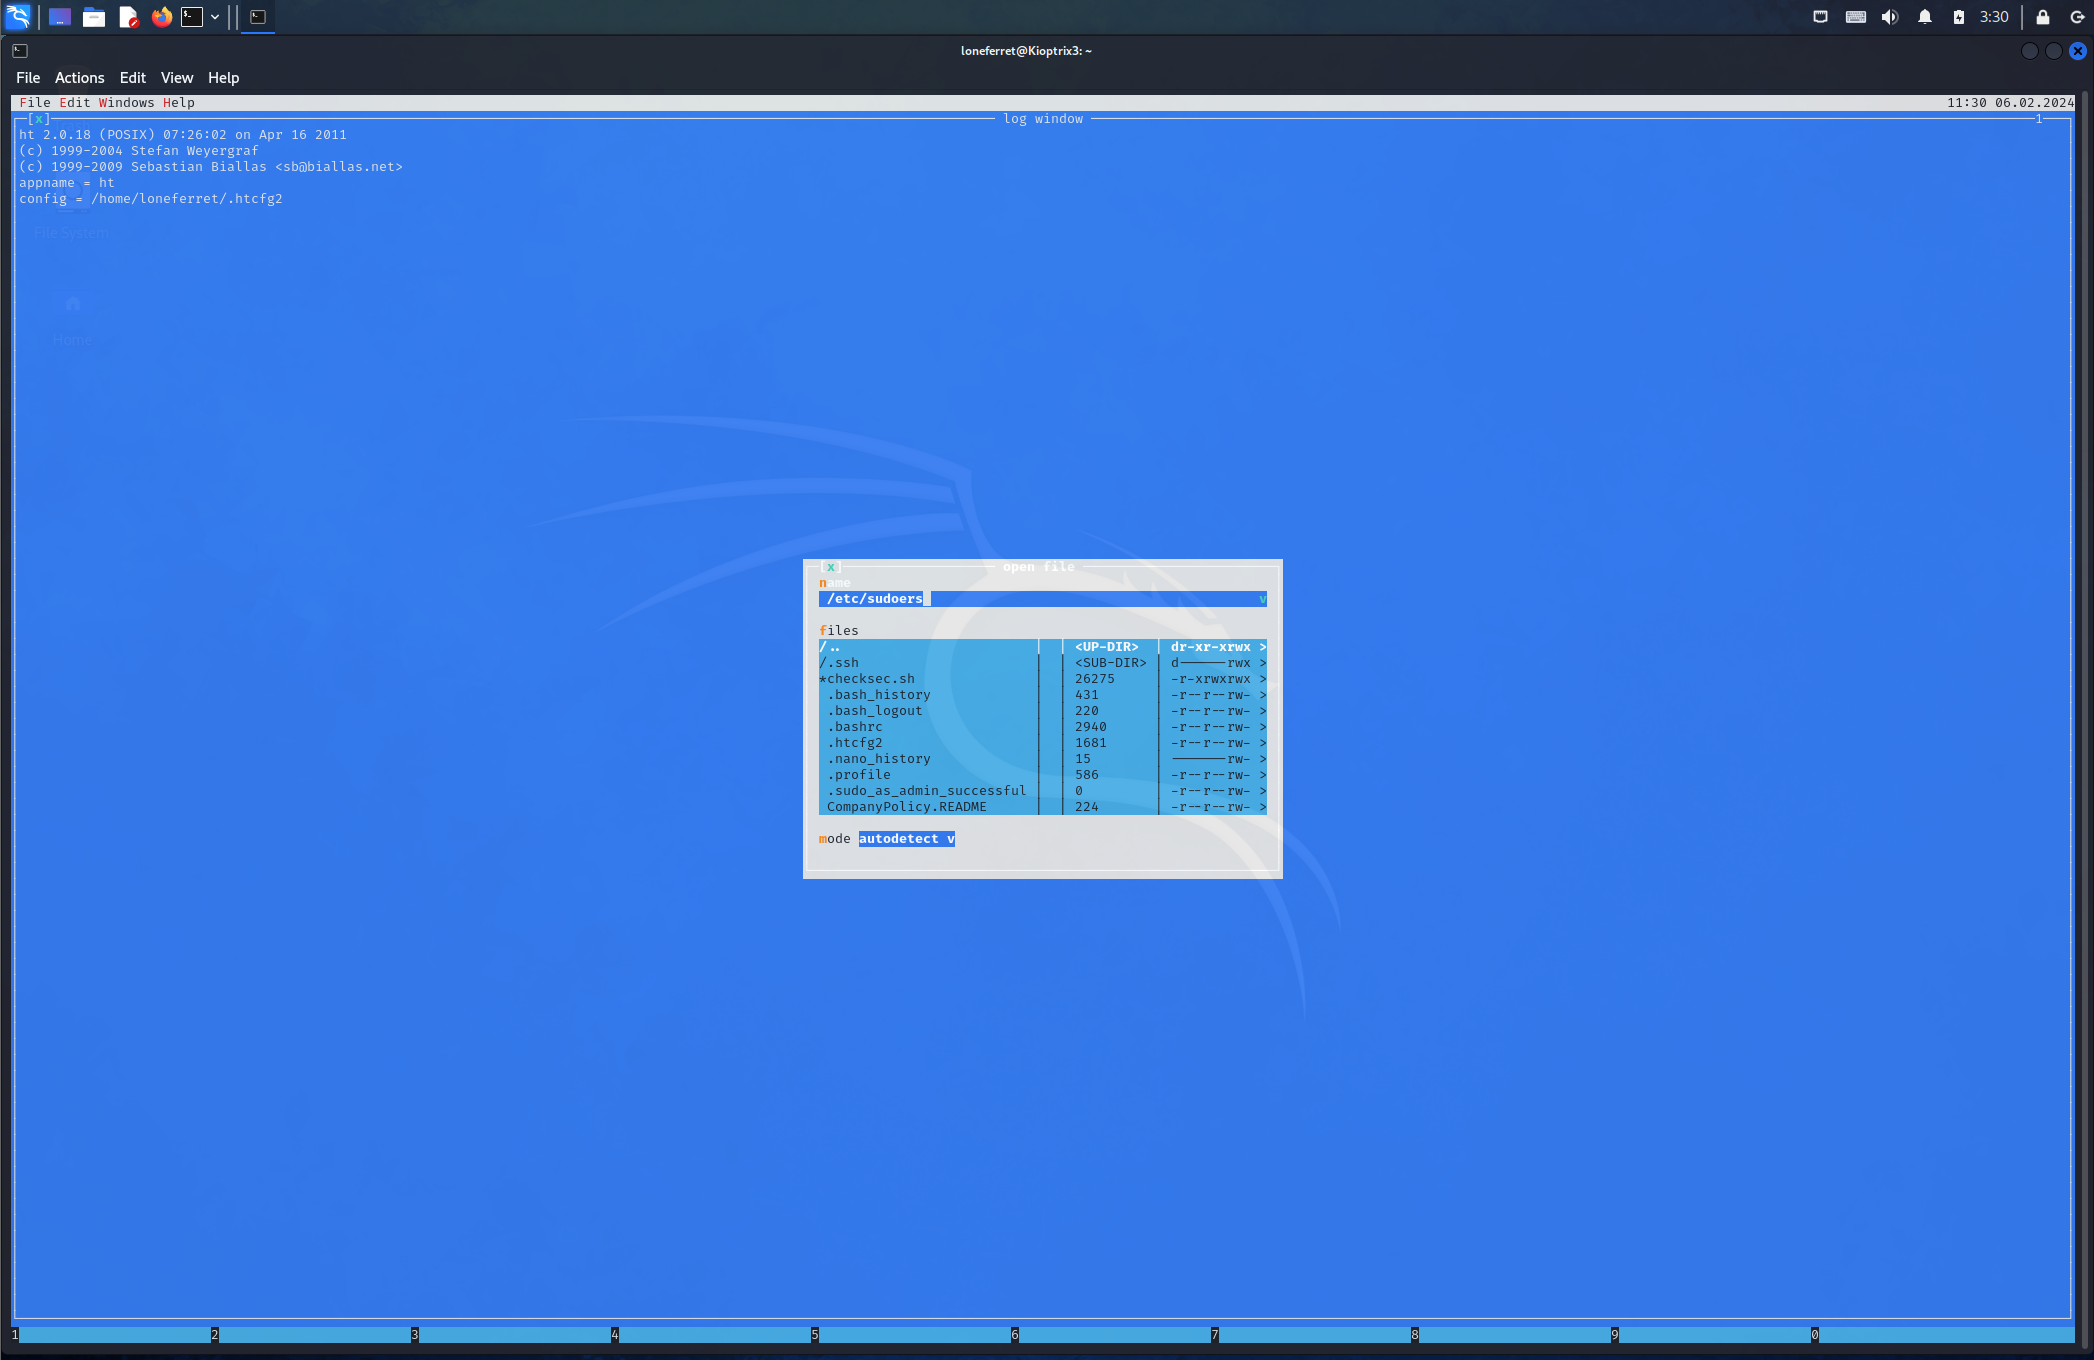 3:30
loneferret@Kioptrix3: ~
File Actions Edit View Help
File Edit Windows Help 11:30 06.02.2024
[x] log window 1
ht 2.0.18 (POSIX) 07:26:02 on Apr 16 2011
(c) 1999-2004 Stefan Weyergraf
(c) 1999-2009 Sebastian Biallas <sb@biallas.net>
appname = ht
config = /home/loneferret/.htcfg2
File System
Home
[x] open file
name
/etc/sudoers v
files
/.. | | <UP-DIR> | dr-xr-xrwx >
/.ssh | | <SUB-DIR> | d------rwx >
*checksec.sh | | 26275 | -r-xrwxrwx >
.bash_history | | 431 | -r--r--rw- >
.bash_logout | | 220 | -r--r--rw- >
.bashrc | | 2940 | -r--r--rw- >
.htcfg2 | | 1681 | -r--r--rw- >
.nano_history | | 15 | -------rw- >
.profile | | 586 | -r--r--rw- >
.sudo_as_admin_successful | | 0 | -r--r--rw- >
CompanyPolicy.README | | 224 | -r--r--rw- >
mode autodetect v
1 2 3 4 5 6 7 8 9 0